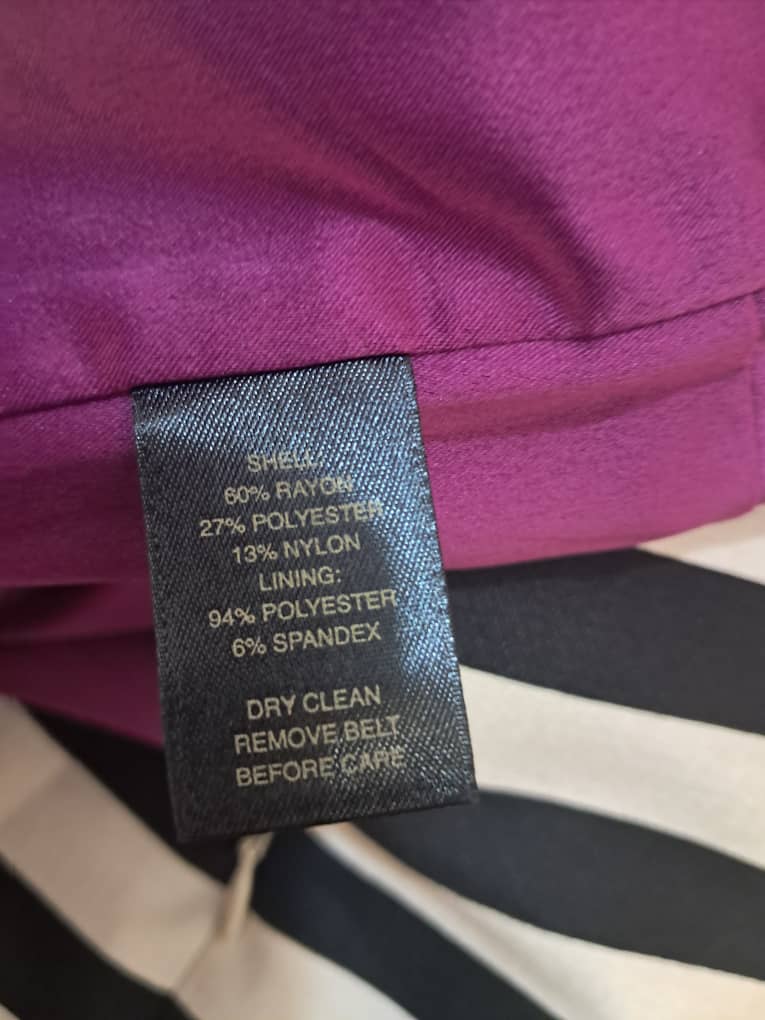 SHELL:
60% RAYON
27% POLYESTER
13% NYLON
LINING:
94% POLYESTER
6% SPANDEX
DRY CLEAN
REMOVE BELT
BEFORE CARE